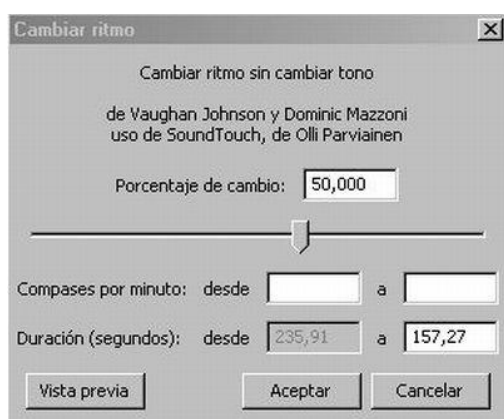 Cambiar ritmo
Cambiar ritmo sin cambiar tono
de Vaughan Johnson y Dominic Mazzoni
uso de SoundTouch, de Olli Parviainen
Porcentaje de cambio: 50,000
Compases por minuto: desde a
Duración (segundos): desde 235,91 a 157,27
Vista previa Aceptar Cancelar